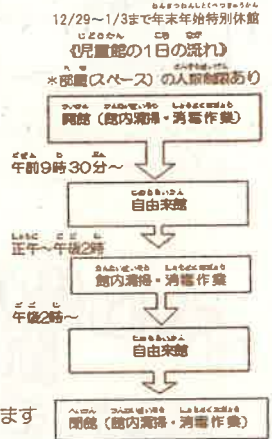 12/29～1/3まで年末年始特別休館
《児童館の1日の流れ》
＊部屋(スペース)の人数制限あり
開館(館内清掃・消毒作業)
午前9時30分～
自由来館
正午～午後2時
館内清掃・消毒作業
午後2時～
自由来館
ます
閉館(館内清掃・消毒作業)